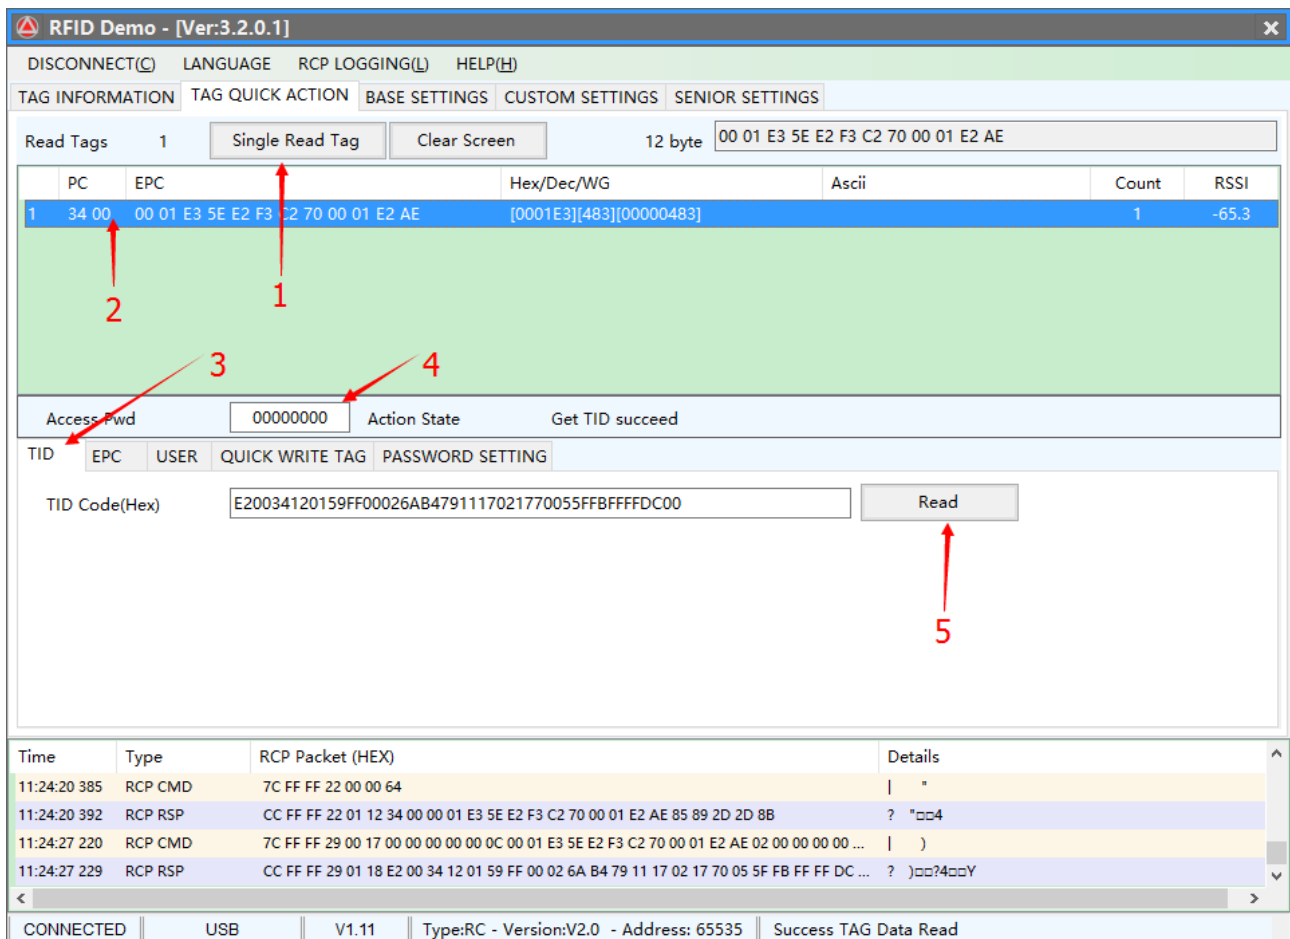 RFID Demo - [Ver:3.2.0.1]
DISCONNECT(C) LANGUAGE RCP LOGGING(L) HELP(H)
TAG INFORMATION TAG QUICK ACTION BASE SETTINGS CUSTOM SETTINGS SENIOR SETTINGS
Read Tags 1 Single Read Tag Clear Screen 12 byte 00 01 E3 5E E2 F3 C2 70 00 01 E2 AE
PC EPC Hex/Dec/WG Ascii Count RSSI
1 34 00 00 01 E3 5E E2 F3 C2 70 00 01 E2 AE [0001E3][483][00000483] 1 -65.3
1
2
3
4
Access Pwd 00000000 Action State Get TID succeed
TID EPC USER QUICK WRITE TAG PASSWORD SETTING
TID Code(Hex) E20034120159FF00026AB4791117021770055FFBFFFFDC00 Read
5
Time Type RCP Packet (HEX) Details
11:24:20 385 RCP CMD 7C FF FF 22 00 00 64 | "
11:24:20 392 RCP RSP CC FF FF 22 01 12 34 00 00 01 E3 5E E2 F3 C2 70 00 01 E2 AE 85 89 2D 2D 8B ? "□□4
11:24:27 220 RCP CMD 7C FF FF 29 00 17 00 00 00 00 00 0C 00 01 E3 5E E2 F3 C2 70 00 01 E2 AE 02 00 00 00 00 ... | )
11:24:27 229 RCP RSP CC FF FF 29 01 18 E2 00 34 12 01 59 FF 00 02 6A B4 79 11 17 02 17 70 05 5F FB FF FF DC ... ? )□□?4□□Y
CONNECTED USB V1.11 Type:RC - Version:V2.0 - Address: 65535 Success TAG Data Read